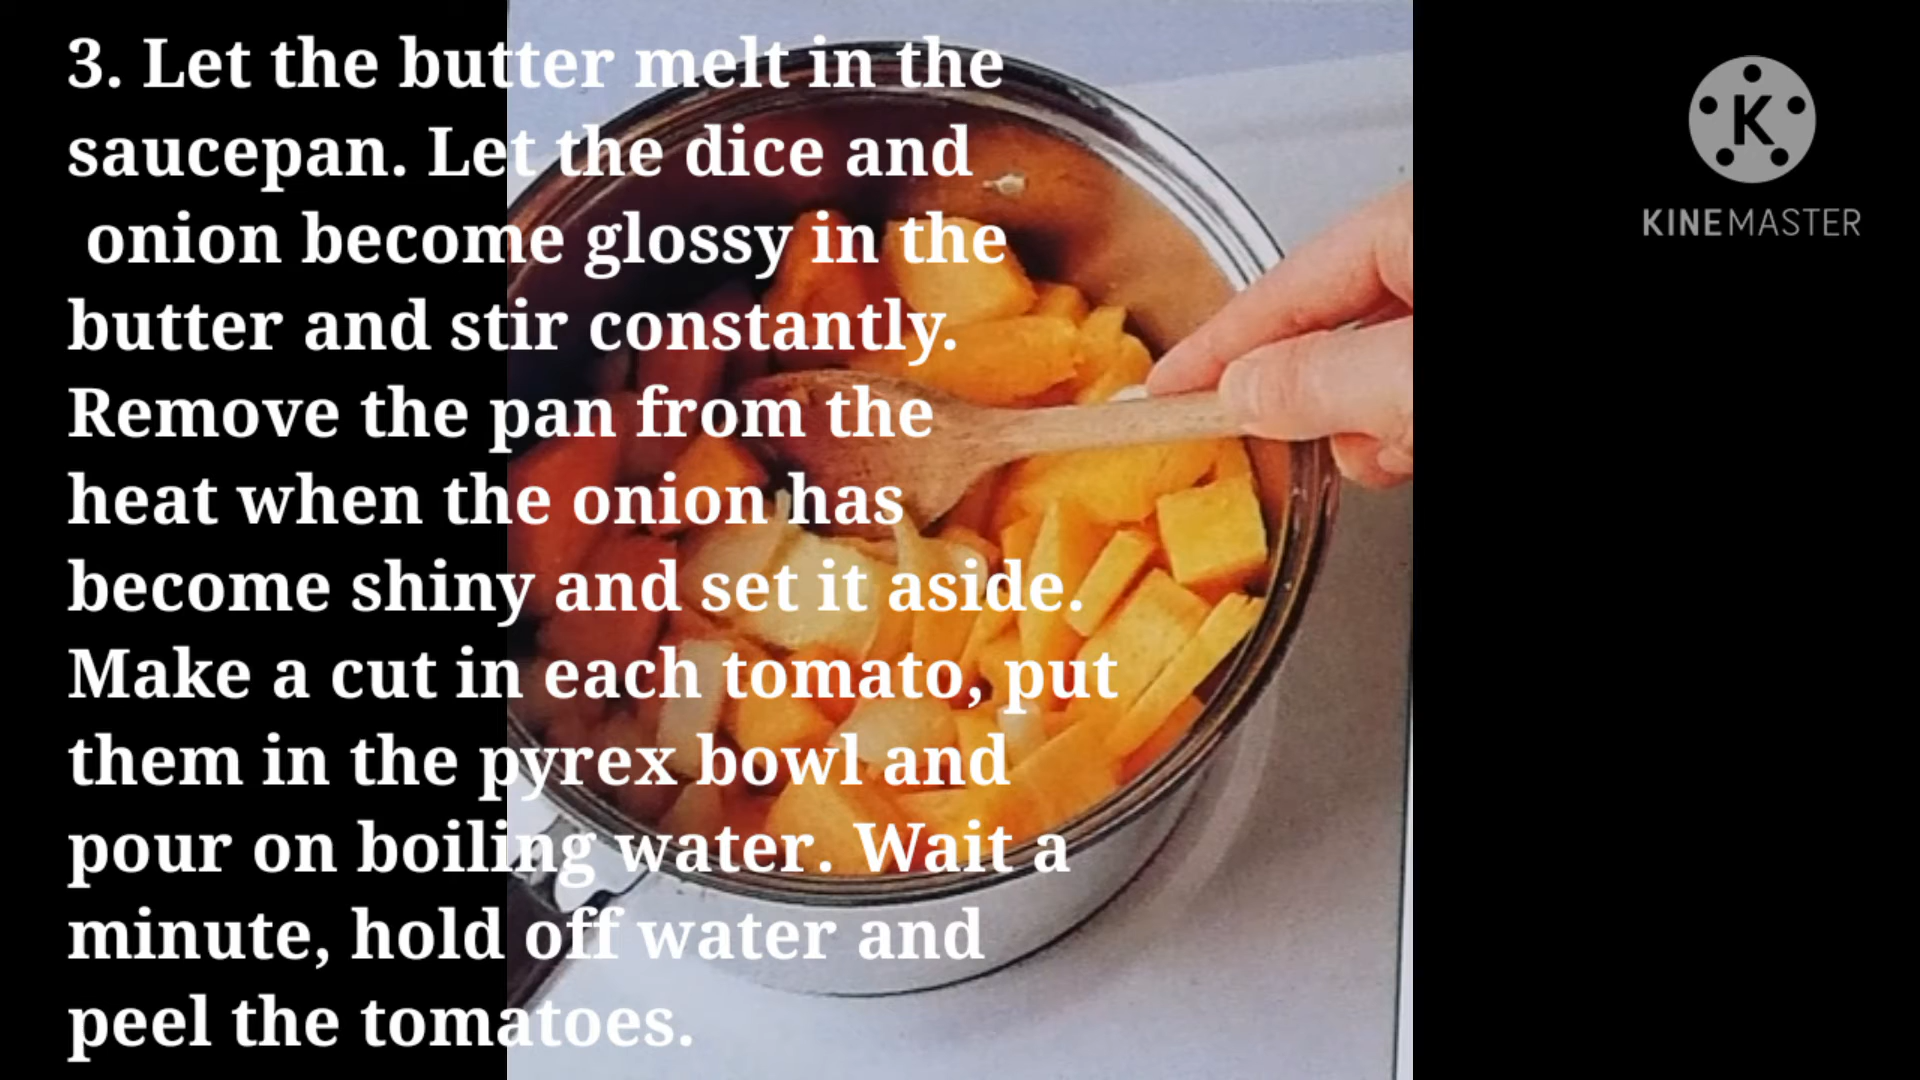 3. Let the butter melt in the
saucepan. Let the dice and
onion become glossy in the
butter and stir constantly.
Remove the pan from the
heat when the onion has
become shiny and set it aside.
Make a cut in each tomato, put
them in the pyrex bowl and
pour on boiling water. Wait a
minute, hold off water and
peel the tomatoes.
K
KINEMASTER